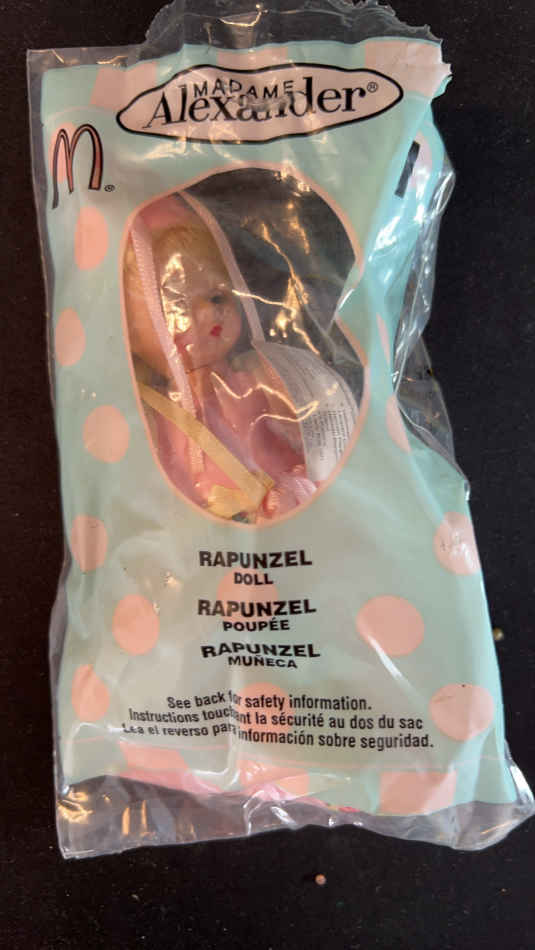 MADAME
Alexander®
M®
RAPUNZEL
DOLL
RAPUNZEL
POUPÉE
RAPUNZEL
MUÑECA
See back for safety information.
Instructions touchant la sécurité au dos du sac
Lea el reverso para información sobre seguridad.